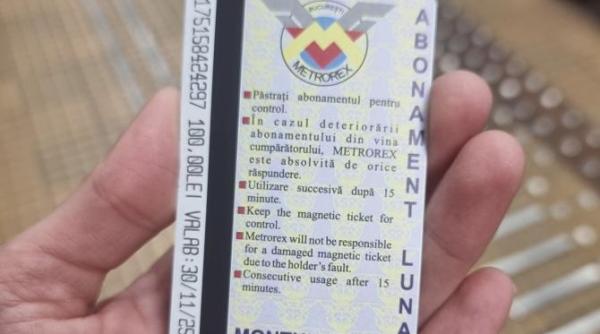 175158424297 100,00LEI VALAB:30/11/25
BUCUREȘTI
METROREX
Păstrați abonamentul pentru
control.
În cazul deteriorării
abonamentului din vina
cumpărătorului, METROREX
este absolvită de orice
răspundere.
Utilizare succesivă după 15
minute.
Keep the magnetic ticket for
control.
Metrorex will not be responsible
for a damaged magnetic ticket
due to the holder's fault.
Consecutive usage after 15
minutes.
ABONAMENT LUNA